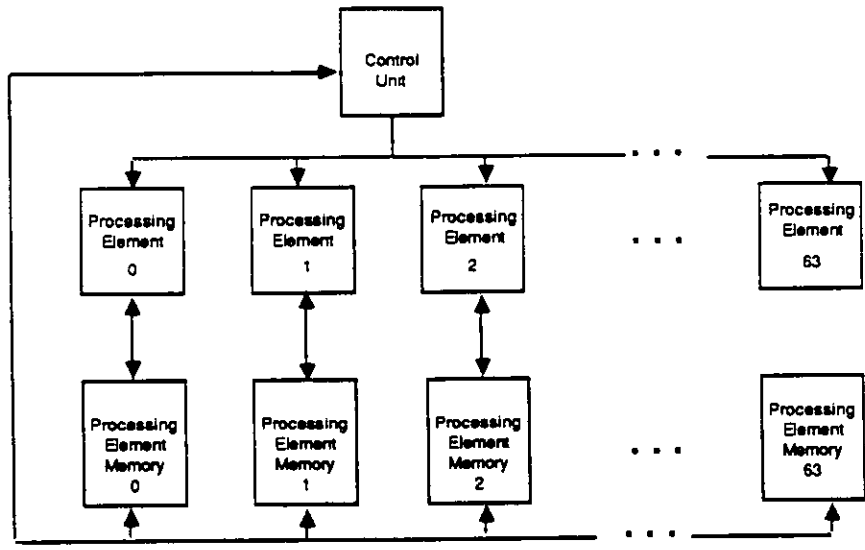 Control
Unit
Processing
Element
0
Processing
Element
1
Processing
Element
2
Processing
Element
63
Processing
Element
Memory
0
Processing
Element
Memory
1
Processing
Element
Memory
2
Processing
Element
Memory
63